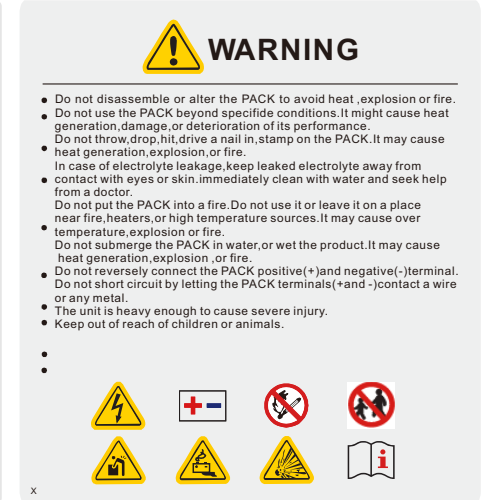 WARNING
Do not disassemble or alter the PACK to avoid heat ,explosion or fire.
Do not use the PACK beyond specifide conditions.It might cause heat
generation,damage,or deterioration of its performance.
Do not throw,drop,hit,drive a nail in,stamp on the PACK.It may cause
heat generation,explosion,or fire.
In case of electrolyte leakage,keep leaked electrolyte away from
contact with eyes or skin.immediately clean with water and seek help
from a doctor.
Do not put the PACK into a fire.Do not use it or leave it on a place
near fire,heaters,or high temperature sources.It may cause over
temperature,explosion or fire.
Do not submerge the PACK in water,or wet the product.It may cause
heat generation,explosion ,or fire.
Do not reversely connect the PACK positive(+)and negative(-)terminal.
Do not short circuit by letting the PACK terminals(+and -)contact a wire
or any metal.
The unit is heavy enough to cause severe injury.
Keep out of reach of children or animals.
+ -
i
x